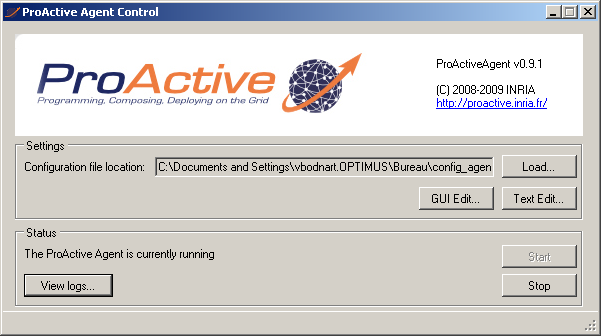 ProActive Agent Control
ProActive
Programming, Composing, Deploying on the Grid
ProActiveAgent v0.9.1
(C) 2008-2009 INRIA
http://proactive.inria.fr/
Settings
Configuration file location: C:\Documents and Settings\vbodnart.OPTIMUS\Bureau\config_agen Load...
GUI Edit... Text Edit...
Status
The ProActive Agent is currently running Start
View logs... Stop